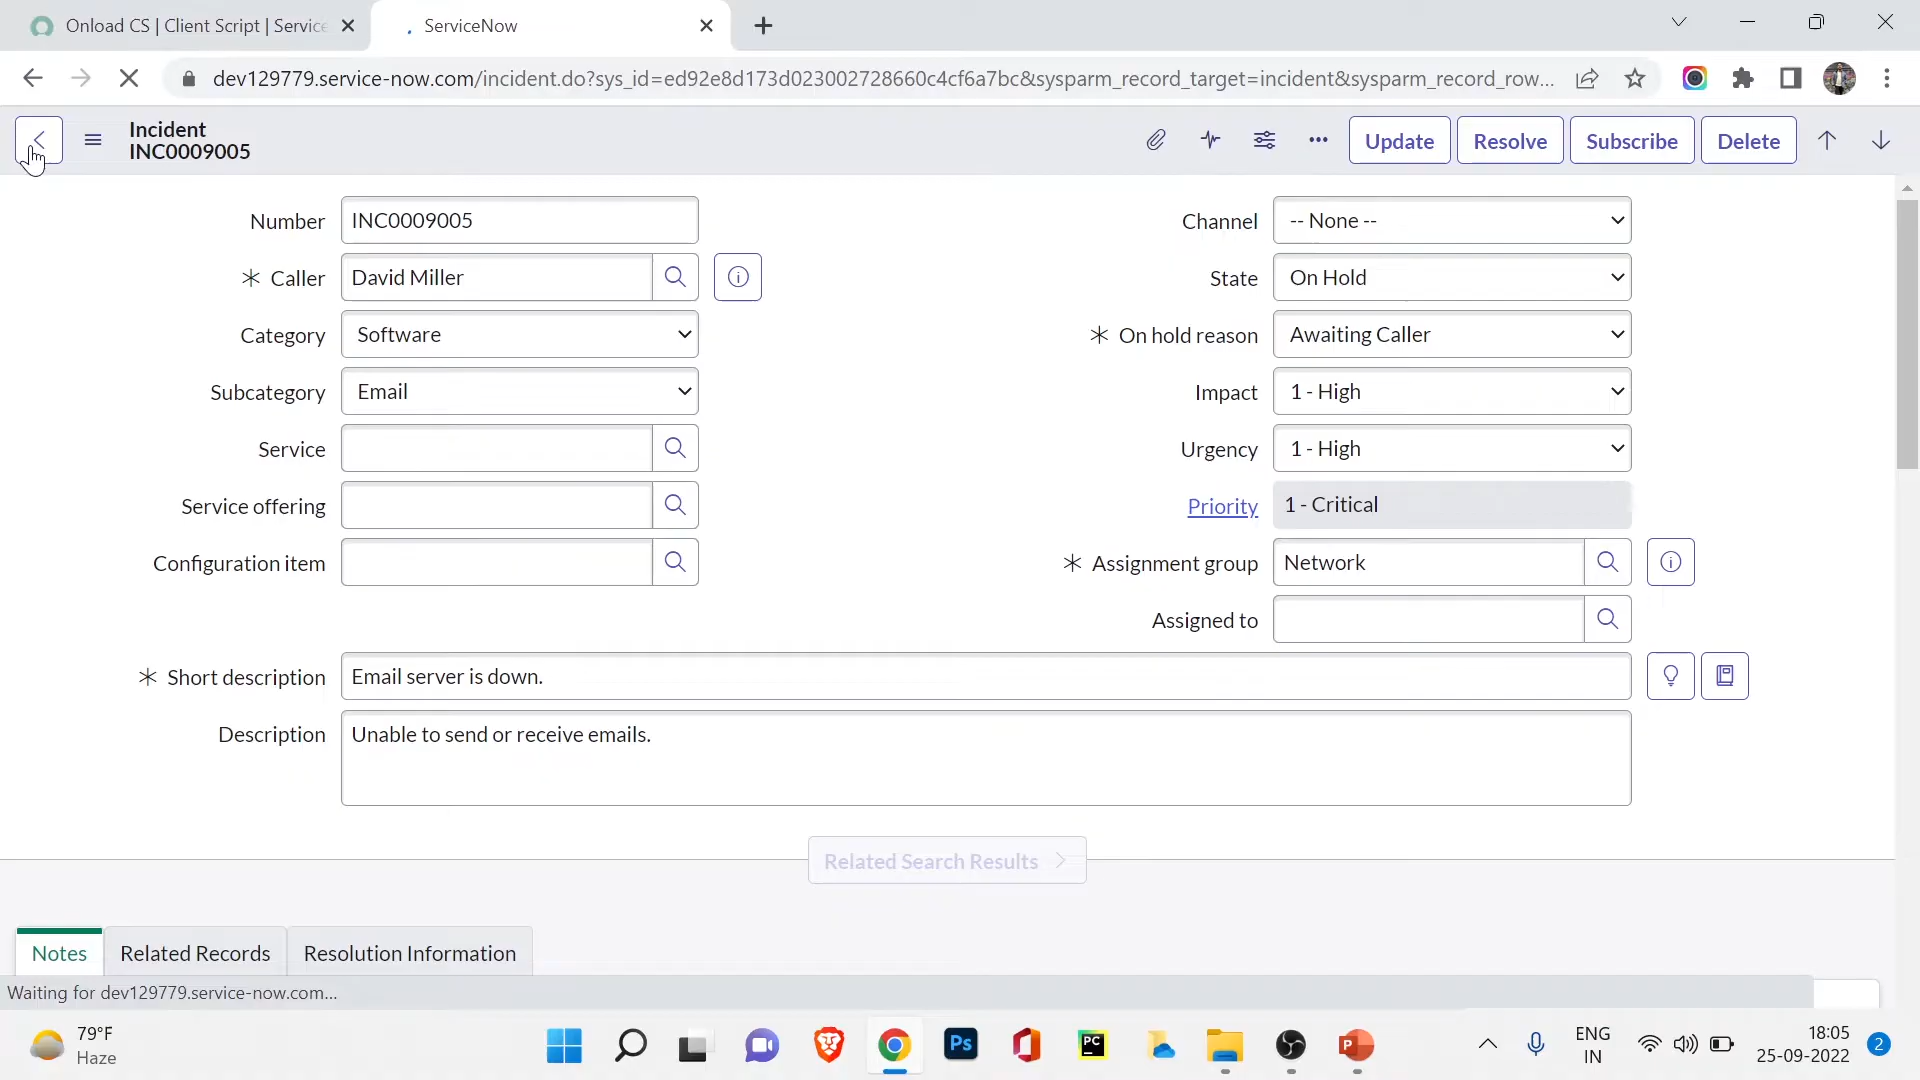 Onload CS | Client Script | Service
ServiceNow
dev129779.service-now.com/incident.do?sys_id=ed92e8d173d023002728660c4cf6a7bc&sysparm_record_target=incident&sysparm_record_row...
Incident
INC0009005
Update
Resolve
Subscribe
Delete
Number
INC0009005
Channel
-- None --
Caller
David Miller
State
On Hold
Category
Software
On hold reason
Awaiting Caller
Subcategory
Email
Impact
1 - High
Service
Urgency
1 - High
Service offering
Priority
1 - Critical
Configuration item
Assignment group
Network
Assigned to
Short description
Email server is down.
Description
Unable to send or receive emails.
Related Search Results
Notes
Related Records
Resolution Information
Waiting for dev129779.service-now.com...
79°F
Haze
Ps
PC
P
ENG
IN
18:05
25-09-2022
2